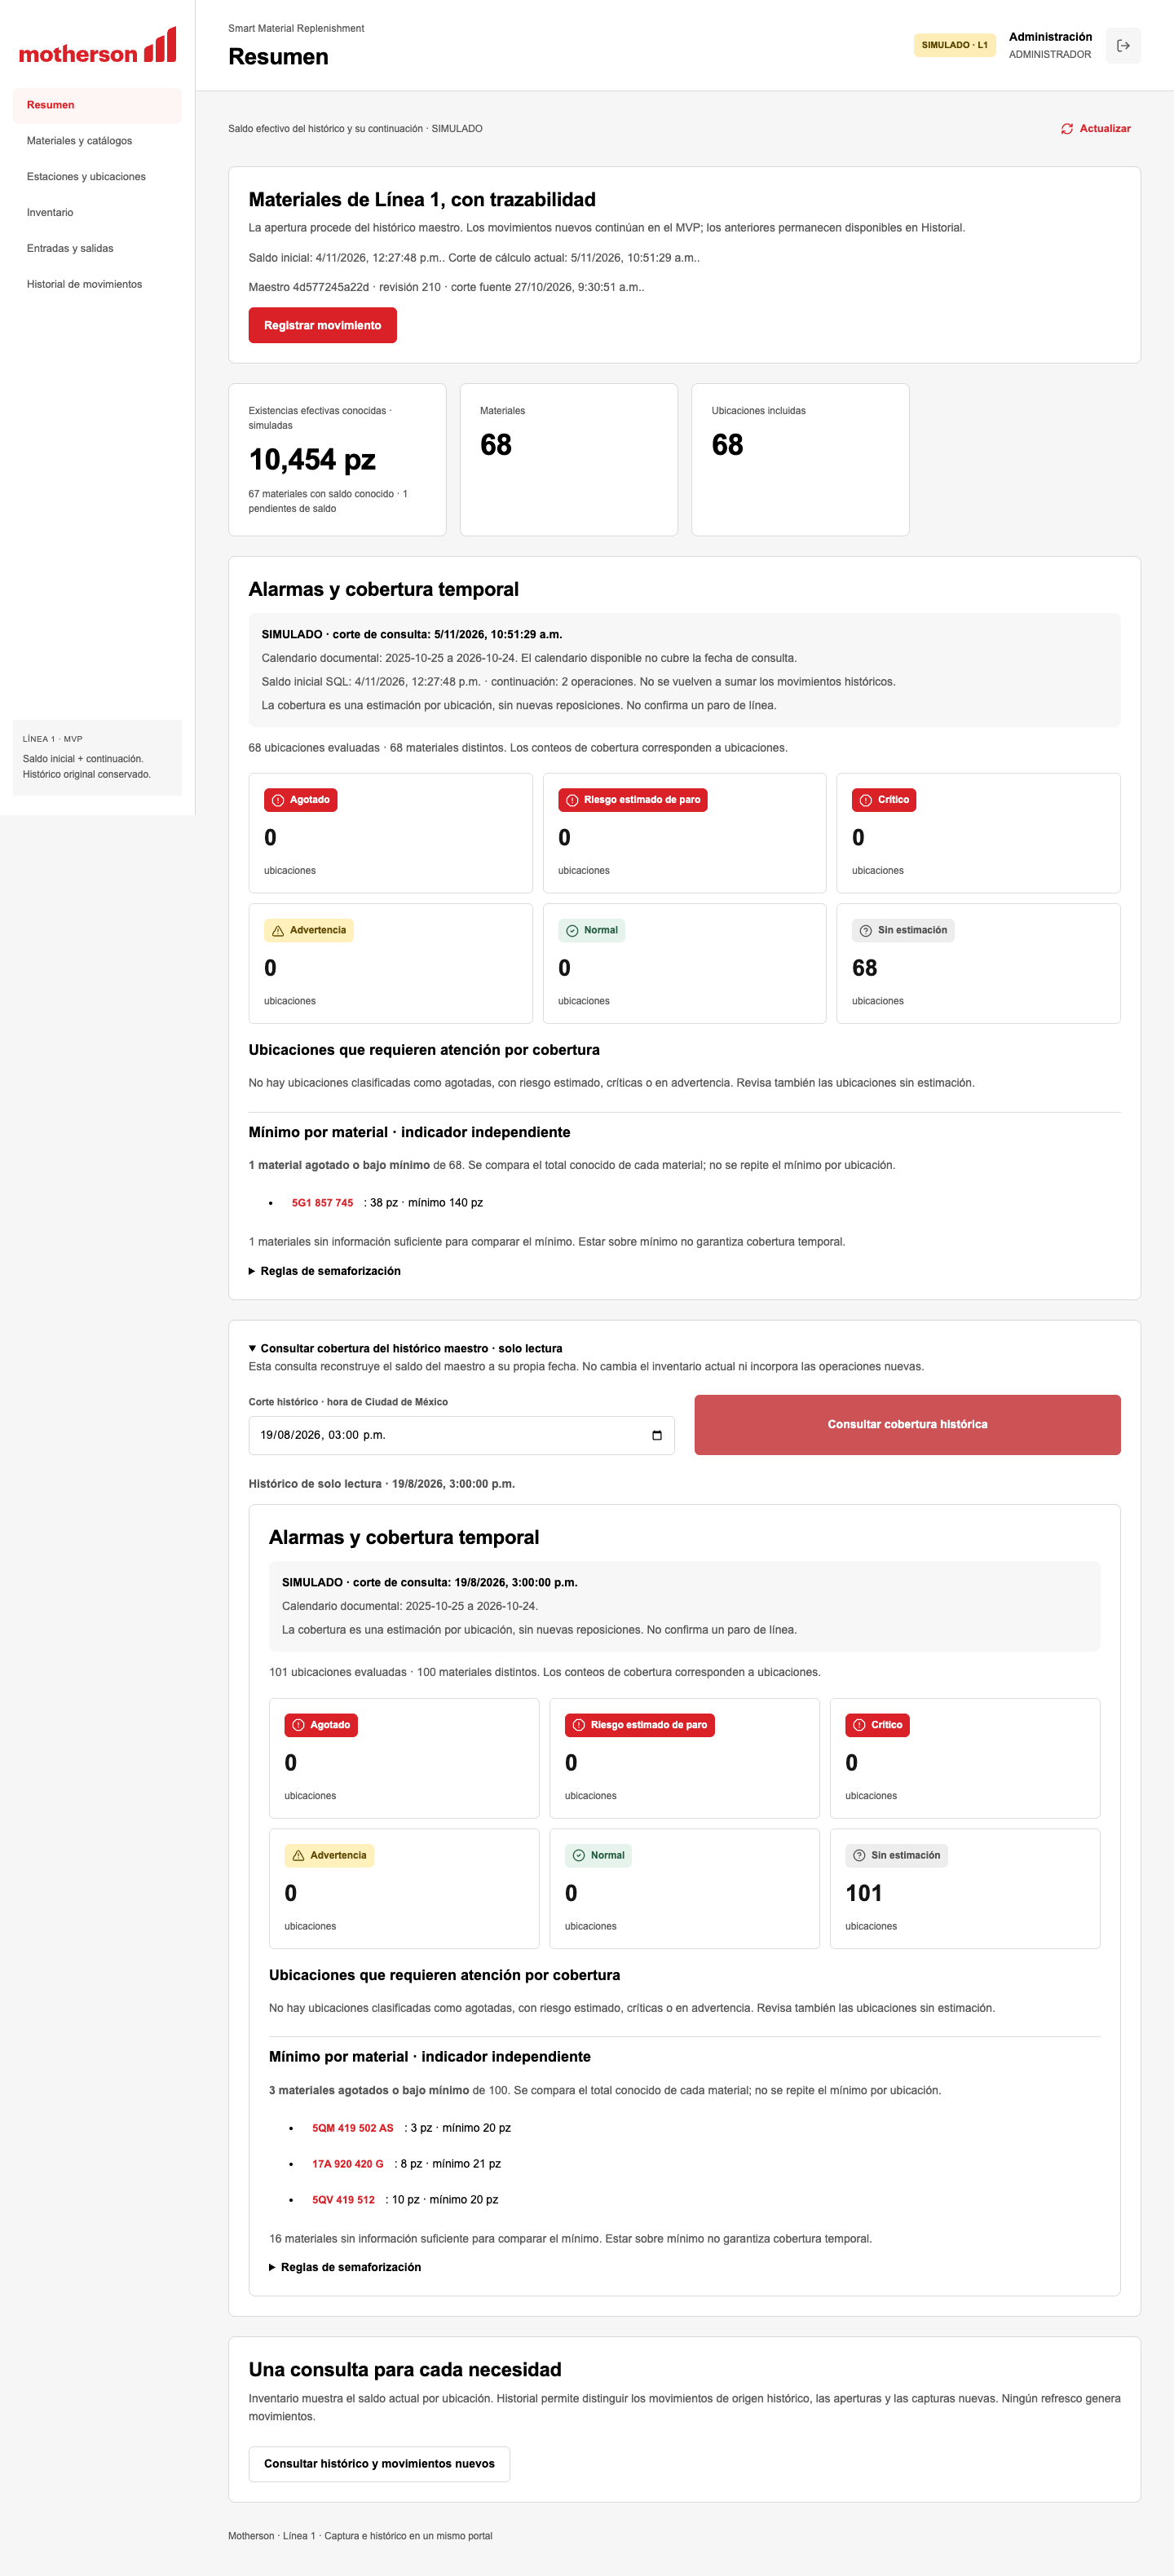 motherson
Resumen
Materiales y catálogos
Estaciones y ubicaciones
Inventario
Entradas y salidas
Historial de movimientos
LÍNEA 1 · MVP
Saldo inicial + continuación.
Histórico original conservado.
Smart Material Replenishment
Resumen
SIMULADO · L1
Administración
ADMINISTRADOR
Saldo efectivo del histórico y su continuación · SIMULADO
Actualizar
Materiales de Línea 1, con trazabilidad
La apertura procede del histórico maestro. Los movimientos nuevos continúan en el MVP; los anteriores permanecen disponibles en Historial.
Saldo inicial: 4/11/2026, 12:27:48 p.m.. Corte de cálculo actual: 5/11/2026, 10:51:29 a.m..
Maestro 4d577245a22d · revisión 210 · corte fuente 27/10/2026, 9:30:51 a.m..
Registrar movimiento
Existencias efectivas conocidas ·
simuladas
10,454 pz
67 materiales con saldo conocido · 1
pendientes de saldo
Materiales
68
Ubicaciones incluidas
68
Alarmas y cobertura temporal
SIMULADO · corte de consulta: 5/11/2026, 10:51:29 a.m.
Calendario documental: 2025-10-25 a 2026-10-24. El calendario disponible no cubre la fecha de consulta.
Saldo inicial SQL: 4/11/2026, 12:27:48 p.m. · continuación: 2 operaciones. No se vuelven a sumar los movimientos históricos.
La cobertura es una estimación por ubicación, sin nuevas reposiciones. No confirma un paro de línea.
68 ubicaciones evaluadas · 68 materiales distintos. Los conteos de cobertura corresponden a ubicaciones.
Agotado
0
ubicaciones
Riesgo estimado de paro
0
ubicaciones
Crítico
0
ubicaciones
Advertencia
0
ubicaciones
Normal
0
ubicaciones
Sin estimación
68
ubicaciones
Ubicaciones que requieren atención por cobertura
No hay ubicaciones clasificadas como agotadas, con riesgo estimado, críticas o en advertencia. Revisa también las ubicaciones sin estimación.
Mínimo por material · indicador independiente
1 material agotado o bajo mínimo de 68. Se compara el total conocido de cada material; no se repite el mínimo por ubicación.
• 5G1 857 745 : 38 pz · mínimo 140 pz
1 materiales sin información suficiente para comparar el mínimo. Estar sobre mínimo no garantiza cobertura temporal.
▶ Reglas de semaforización
▼ Consultar cobertura del histórico maestro · solo lectura
Esta consulta reconstruye el saldo del maestro a su propia fecha. No cambia el inventario actual ni incorpora las operaciones nuevas.
Corte histórico · hora de Ciudad de México
19/08/2026, 03:00 p.m.
Consultar cobertura histórica
Histórico de solo lectura · 19/8/2026, 3:00:00 p.m.
Alarmas y cobertura temporal
SIMULADO · corte de consulta: 19/8/2026, 3:00:00 p.m.
Calendario documental: 2025-10-25 a 2026-10-24.
La cobertura es una estimación por ubicación, sin nuevas reposiciones. No confirma un paro de línea.
101 ubicaciones evaluadas · 100 materiales distintos. Los conteos de cobertura corresponden a ubicaciones.
Agotado
0
ubicaciones
Riesgo estimado de paro
0
ubicaciones
Crítico
0
ubicaciones
Advertencia
0
ubicaciones
Normal
0
ubicaciones
Sin estimación
101
ubicaciones
Ubicaciones que requieren atención por cobertura
No hay ubicaciones clasificadas como agotadas, con riesgo estimado, críticas o en advertencia. Revisa también las ubicaciones sin estimación.
Mínimo por material · indicador independiente
3 materiales agotados o bajo mínimo de 100. Se compara el total conocido de cada material; no se repite el mínimo por ubicación.
• 5QM 419 502 AS : 3 pz · mínimo 20 pz
• 17A 920 420 G : 8 pz · mínimo 21 pz
• 5QV 419 512 : 10 pz · mínimo 20 pz
16 materiales sin información suficiente para comparar el mínimo. Estar sobre mínimo no garantiza cobertura temporal.
▶ Reglas de semaforización
Una consulta para cada necesidad
Inventario muestra el saldo actual por ubicación. Historial permite distinguir los movimientos de origen histórico, las aperturas y las capturas nuevas. Ningún refresco genera
movimientos.
Consultar histórico y movimientos nuevos
Motherson · Línea 1 · Captura e histórico en un mismo portal